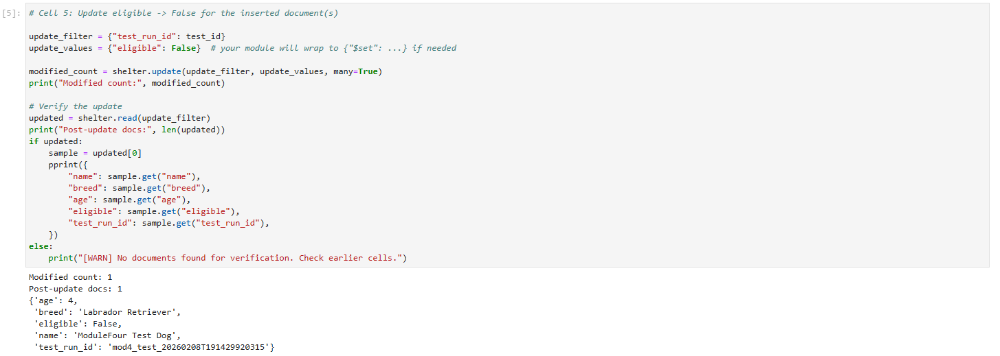 [5]: # Cell 5: Update eligible -> False for the inserted document(s)

update_filter = {"test_run_id": test_id}
update_values = {"eligible": False}  # your module will wrap to {"$set": ...} if needed

modified_count = shelter.update(update_filter, update_values, many=True)
print("Modified count:", modified_count)

# Verify the update
updated = shelter.read(update_filter)
print("Post-update docs:", len(updated))
if updated:
    sample = updated[0]
    pprint({
        "name": sample.get("name"),
        "breed": sample.get("breed"),
        "age": sample.get("age"),
        "eligible": sample.get("eligible"),
        "test_run_id": sample.get("test_run_id"),
    })
else:
    print("[WARN] No documents found for verification. Check earlier cells.")
Modified count: 1
Post-update docs: 1
{'age': 4,
 'breed': 'Labrador Retriever',
 'eligible': False,
 'name': 'ModuleFour Test Dog',
 'test_run_id': 'mod4_test_20260208T191429920315'}